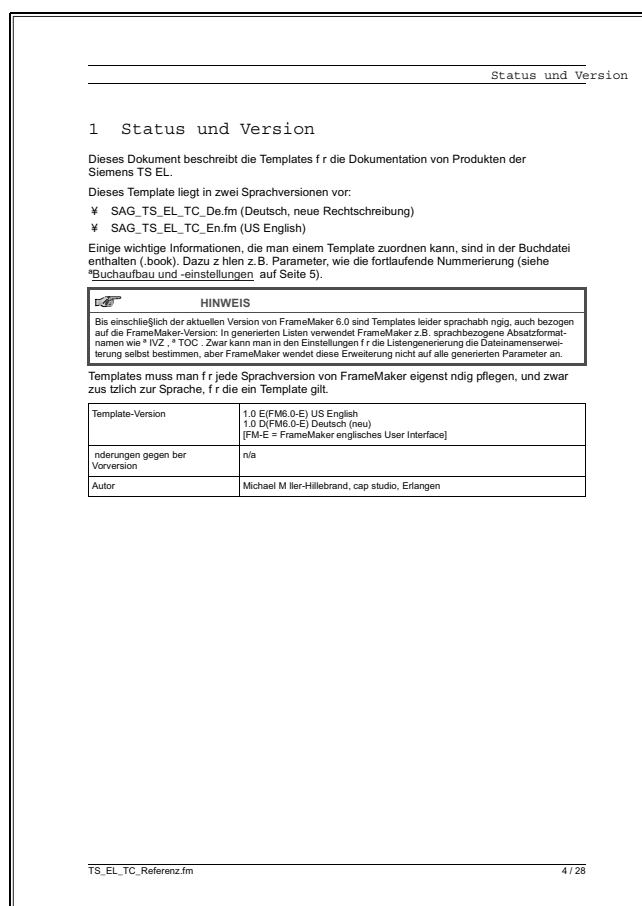 Status und Version
1 Status und Version
Dieses Dokument beschreibt die Templates f r die Dokumentation von Produkten der
Siemens TS EL.
Dieses Template liegt in zwei Sprachversionen vor:
¥ SAG_TS_EL_TC_De.fm (Deutsch, neue Rechtschreibung)
¥ SAG_TS_EL_TC_En.fm (US English)
Einige wichtige Informationen, die man einem Template zuordnen kann, sind in der Buchdatei
enthalten (.book). Dazu z hlen z.B. Parameter, wie die fortlaufende Nummerierung (siehe
ªBuchaufbau und -einstellungen auf Seite 5).
HINWEIS
Bis einschlie§lich der aktuellen Version von FrameMaker 6.0 sind Templates leider sprachabh ngig, auch bezogen
auf die FrameMaker-Version: In generierten Listen verwendet FrameMaker z.B. sprachbezogene Absatzformat-
namen wie ª IVZ , ª TOC . Zwar kann man in den Einstellungen f r die Listengenerierung die Dateinamenserwei-
terung selbst bestimmen, aber FrameMaker wendet diese Erweiterung nicht auf alle generierten Parameter an.
Templates muss man f r jede Sprachversion von FrameMaker eigenst ndig pflegen, und zwar
zus tzlich zur Sprache, f r die ein Template gilt.
Template-Version
1.0 E(FM6.0-E) US English
1.0 D(FM6.0-E) Deutsch (neu)
[FM-E = FrameMaker englisches User Interface]
nderungen gegen ber
Vorversion
n/a
Autor
Michael M ller-Hillebrand, cap studio, Erlangen
TS_EL_TC_Referenz.fm
4 / 28